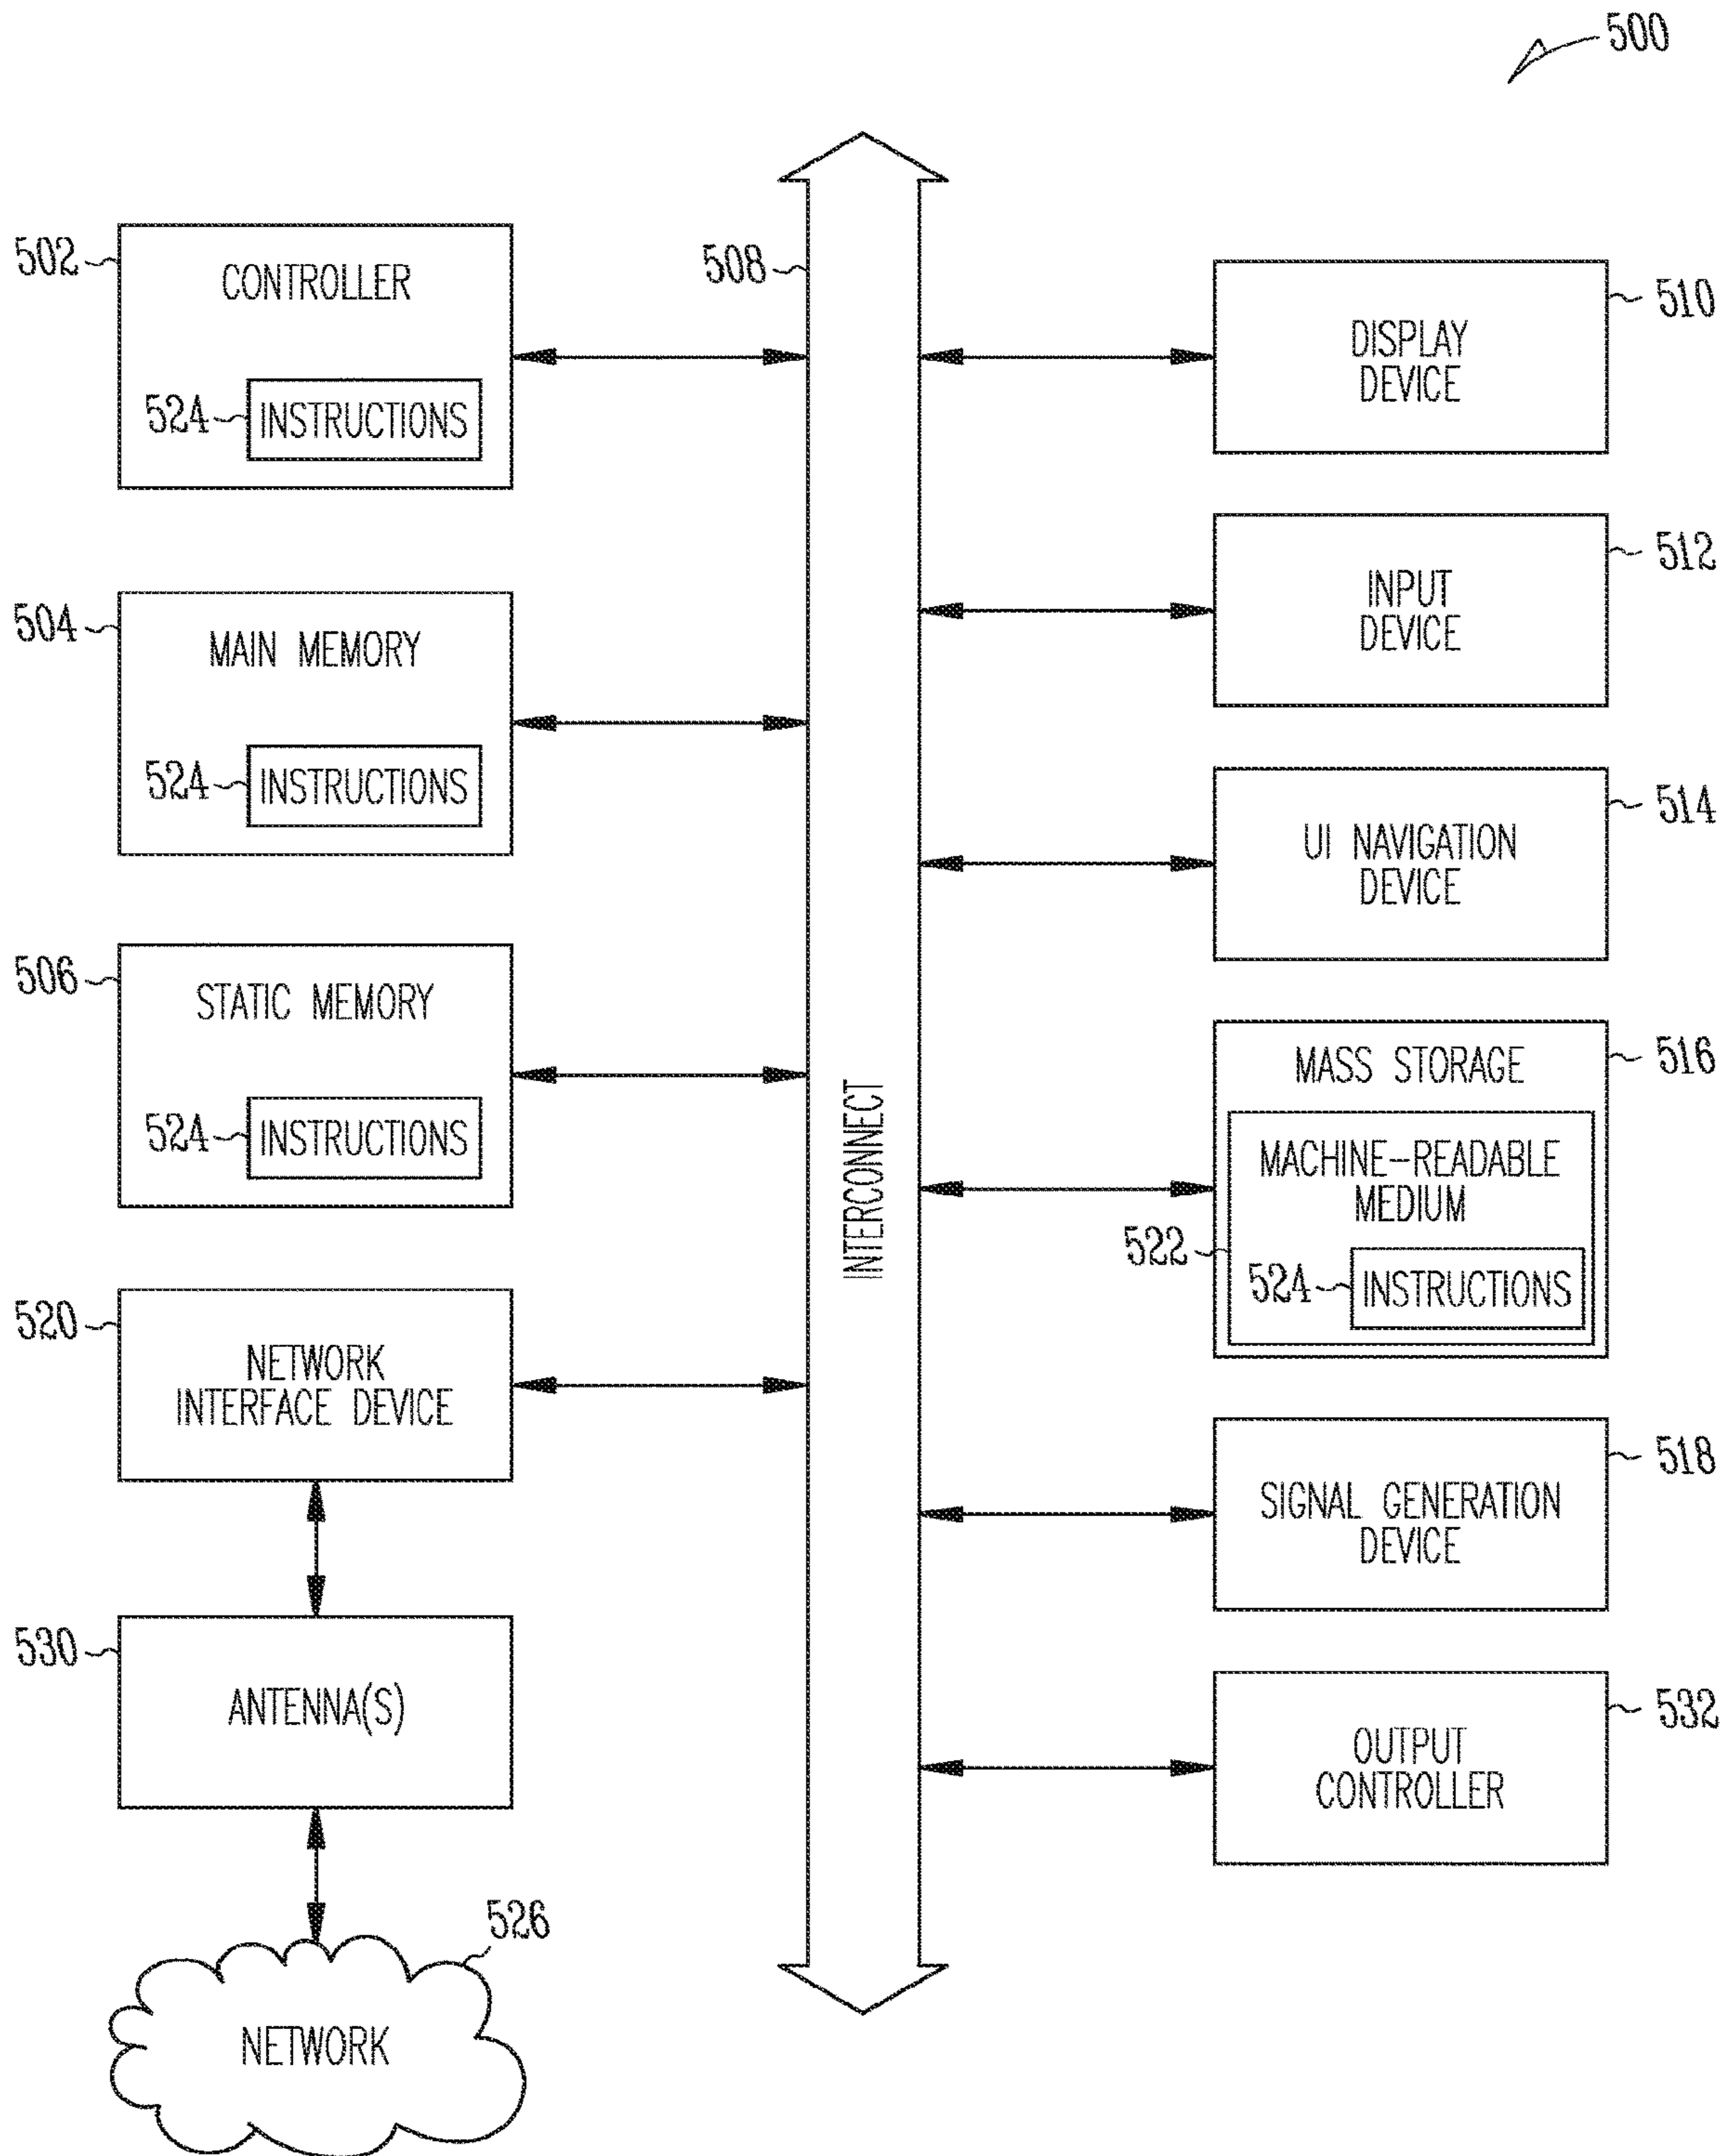 500
502
CONTROLLER
524
INSTRUCTIONS
504
MAIN MEMORY
524
INSTRUCTIONS
506
STATIC MEMORY
524
INSTRUCTIONS
520
NETWORK
INTERFACE DEVICE
530
ANTENNA(S)
526
NETWORK
508
INTERCONNECT
510
DISPLAY
DEVICE
512
INPUT
DEVICE
514
UI NAVIGATION
DEVICE
516
MASS STORAGE
MACHINE-READABLE
MEDIUM
522
524
INSTRUCTIONS
518
SIGNAL GENERATION
DEVICE
532
OUTPUT
CONTROLLER